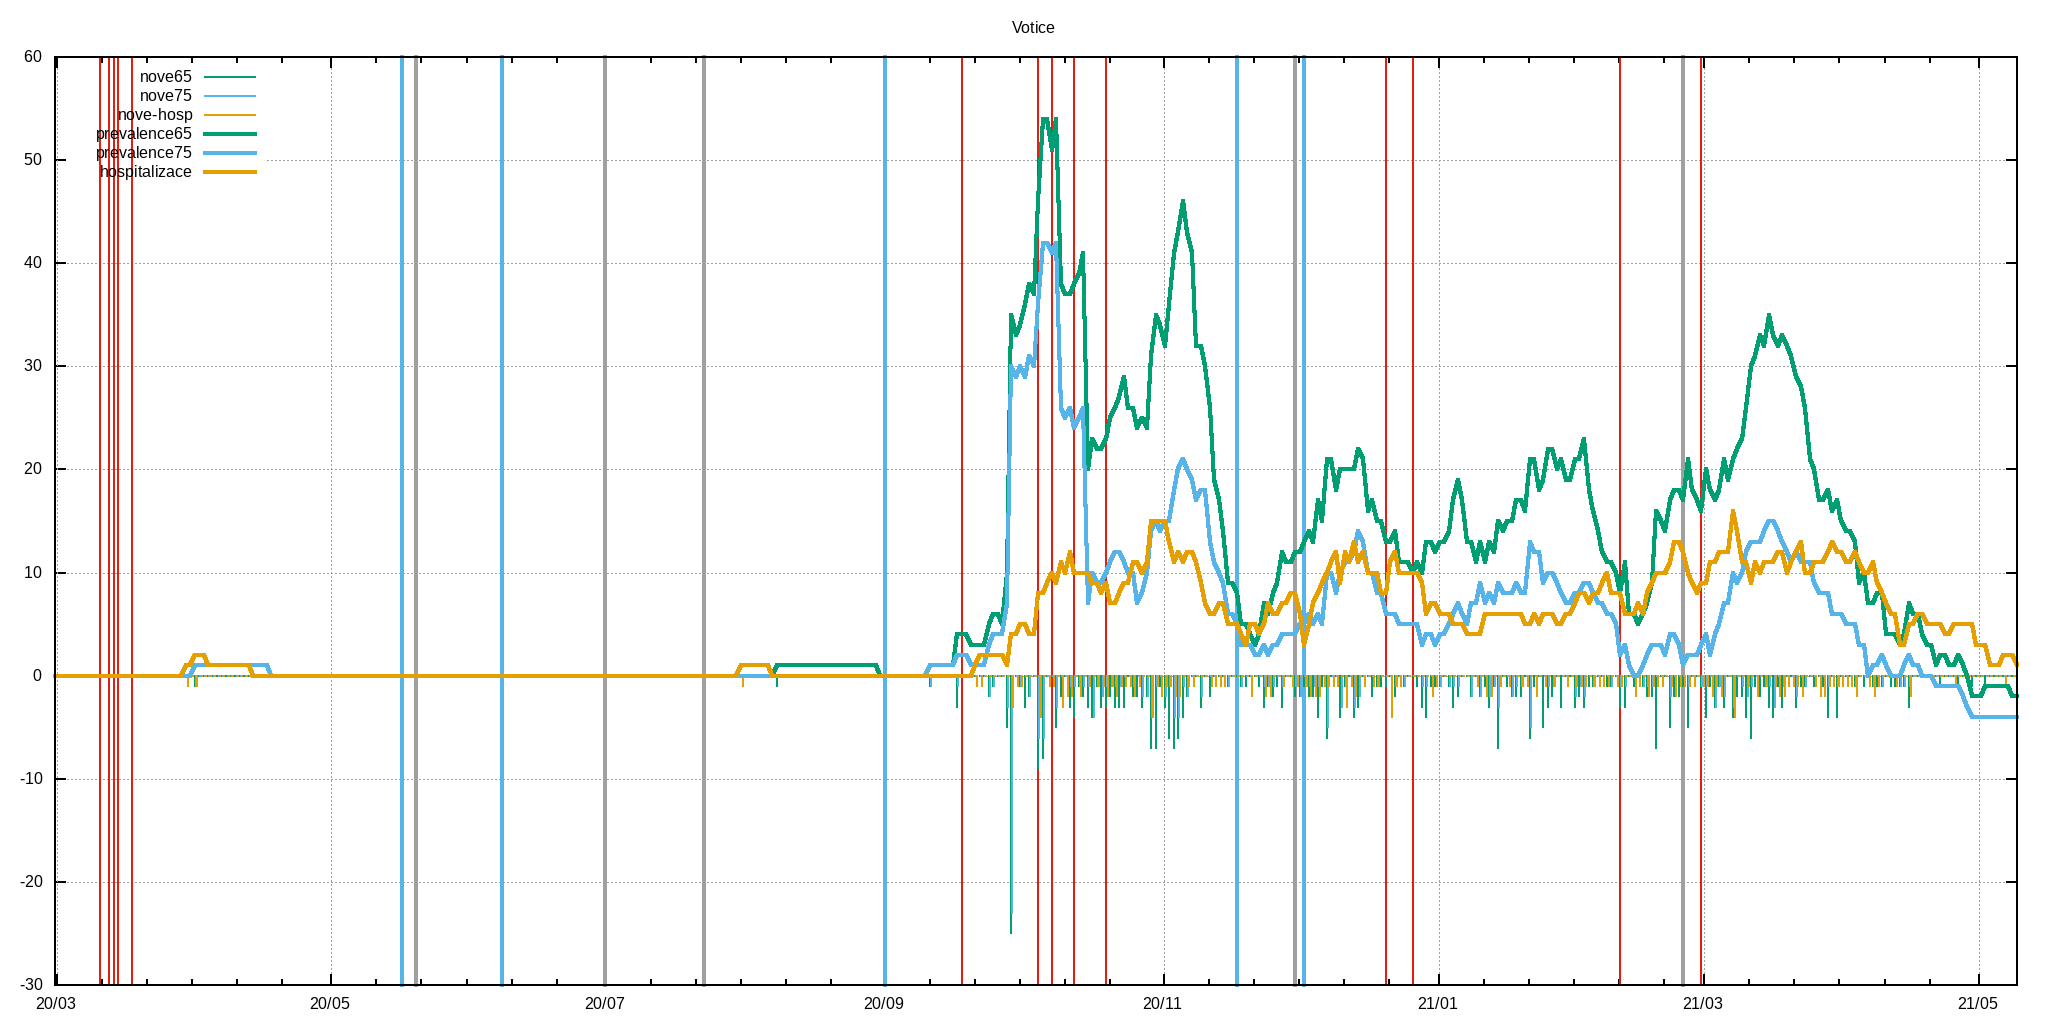 Votice
60
nove65
nove75
nove-hosp
prevalence65
prevalence75
hospitalizace
50
40
30
20
10
0
-10
-20
-30
20/03 20/05 20/07 20/09 20/11 21/01 21/03 21/05